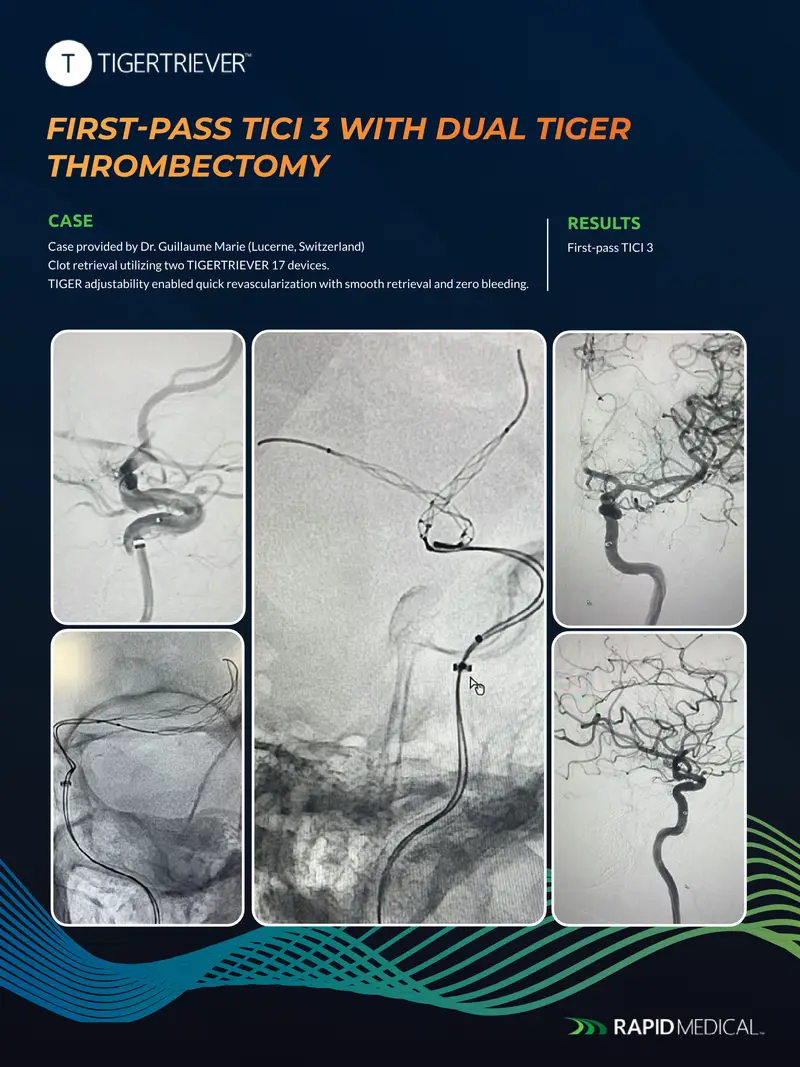 T TIGERTRIEVER™
FIRST-PASS TICI 3 WITH DUAL TIGER
THROMBECTOMY
CASE
Case provided by Dr. Guillaume Marie (Lucerne, Switzerland)
Clot retrieval utilizing two TIGERTRIEVER 17 devices.
TIGER adjustability enabled quick revascularization with smooth retrieval and zero bleeding.
RESULTS
First-pass TICI 3
RAPID MEDICAL™